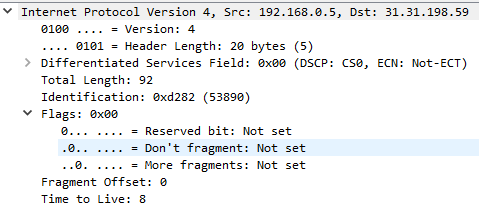 Internet Protocol Version 4, Src: 192.168.0.5, Dst: 31.31.198.59
0100 .... = Version: 4
.... 0101 = Header Length: 20 bytes (5)
Differentiated Services Field: 0x00 (DSCP: CS0, ECN: Not-ECT)
Total Length: 92
Identification: 0xd282 (53890)
Flags: 0x00
0... .... = Reserved bit: Not set
.0.. .... = Don't fragment: Not set
..0. .... = More fragments: Not set
Fragment Offset: 0
Time to Live: 8